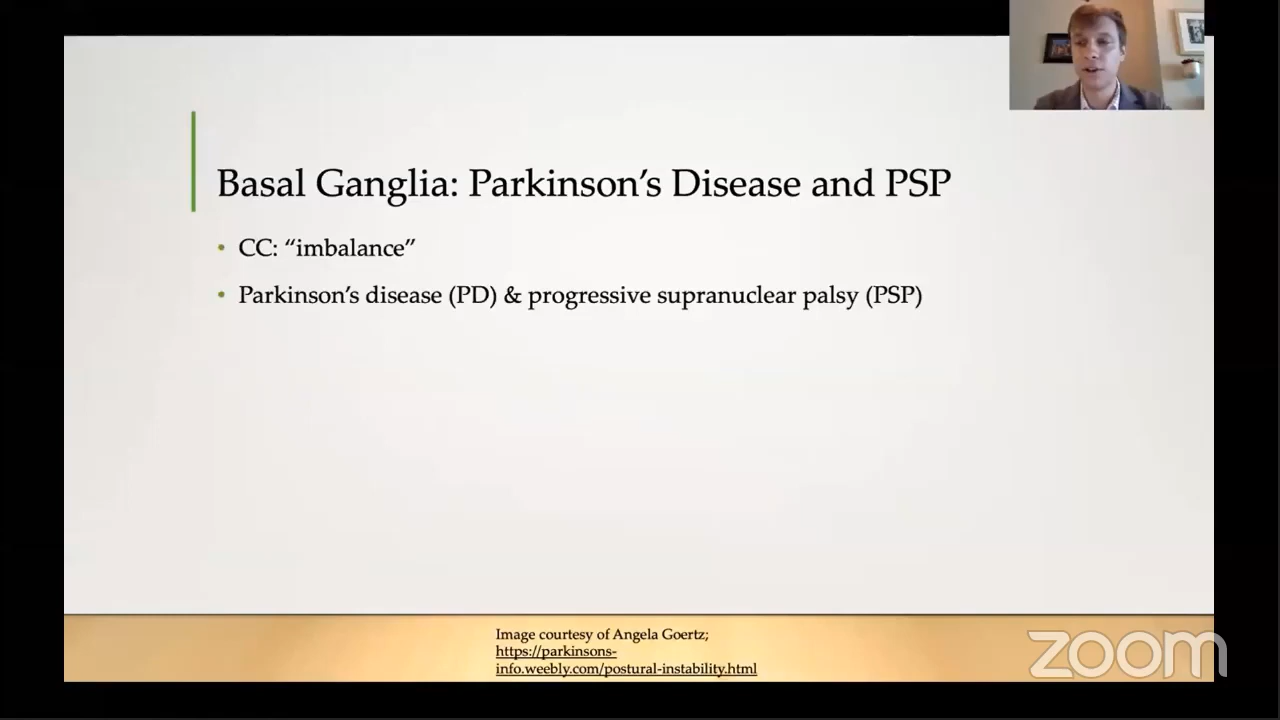 Basal Ganglia: Parkinson’s Disease and PSP
• CC: “imbalance”
• Parkinson’s disease (PD) & progressive supranuclear palsy (PSP)
Image courtesy of Angela Goertz;
https://parkinsons-
info.weebly.com/postural-instability.html
zoom